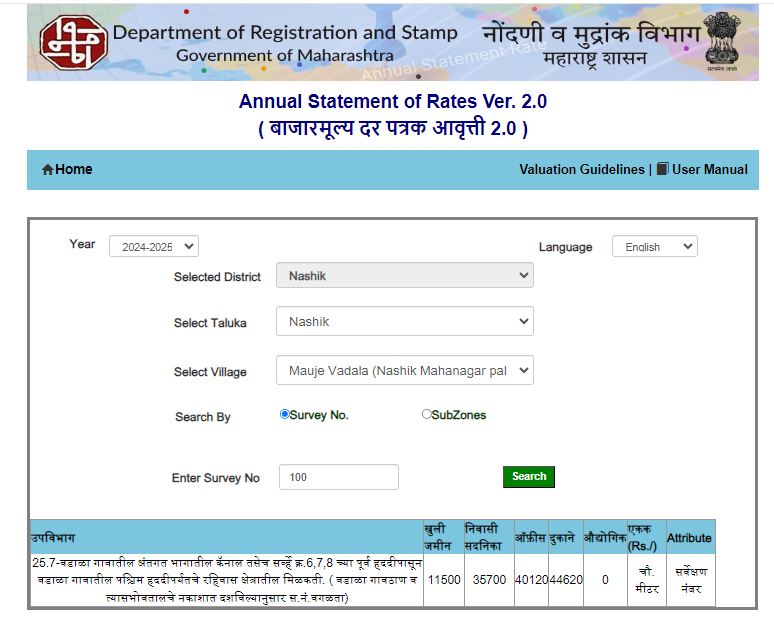 Department of Registration and Stamp
Government of Maharashtra
नोंदणी व मुद्रांक विभाग
महाराष्ट्र शासन
Annual Statement Rate
सत्यमेव जयते
Annual Statement of Rates Ver. 2.0
( बाजारमूल्य दर पत्रक आवृत्ती 2.0 )
Home
Valuation Guidelines | User Manual
Year 2024-2025
Language English
Selected District Nashik
Select Taluka Nashik
Select Village Mauje Vadala (Nashik Mahanagar pal
Search By Survey No. SubZones
Enter Survey No 100 Search
उपविभाग खुली जमीन निवासी सदनिका ऑफ़ीस दुकाने औद्योगिक एकक (Rs./) Attribute
25.7-वडाळा गावातील अंतगत भागातील कॅनाल तसेच सर्व्हे क्र.6,7,8 च्या पूर्व हद्दीपासून
वडाळा गावातील पश्चिम हद्दीपर्यंतचे रहिवास क्षेत्रातील मिळकती. ( वडाळा गावठाण व
त्यासभोवतालचे नकाशात दशविल्यानुसार स.नं.वगळता)
11500 35700 40120 44620 0 चौ. मीटर सर्वेक्षण नंबर